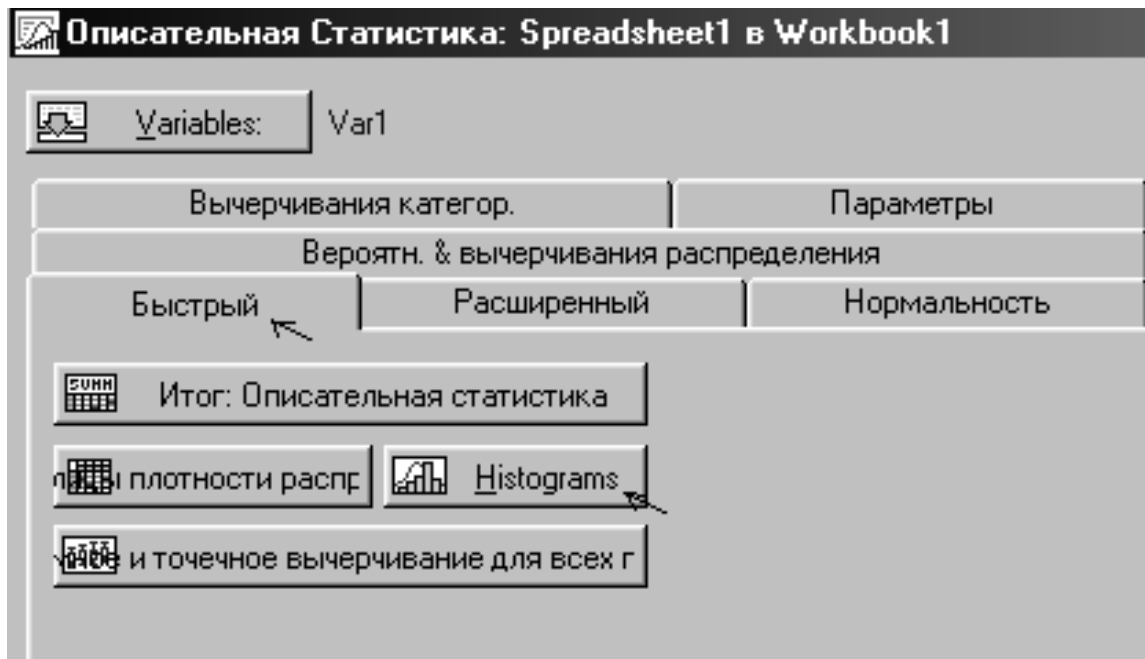 Описательная Статистика: Spreadsheet1 в Workbook1
Variables: Var1
Вычерчивания категор. Параметры
Вероятн. & вычерчивания распределения
Быстрый Расширенный Нормальность
SUMM Итог: Описательная статистика
плотности распр Histograms
и точечное вычерчивание для всех г